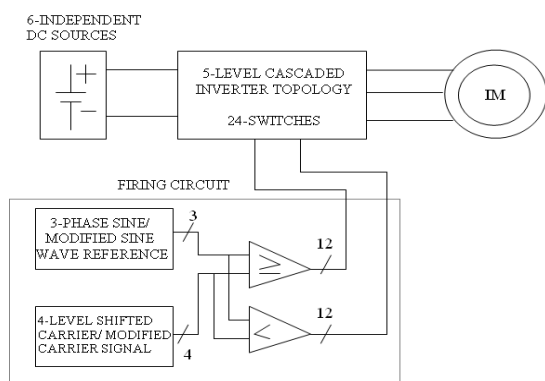 6-INDEPENDENT
DC SOURCES
+
−
5-LEVEL CASCADED
INVERTER TOPOLOGY
24-SWITCHES
IM
FIRING CIRCUIT
3-PHASE SINE/
MODIFIED SINE
WAVE REFERENCE
3
≥
12
4-LEVEL SHIFTED
CARRIER/ MODIFIED
CARRIER SIGNAL
4
<
12